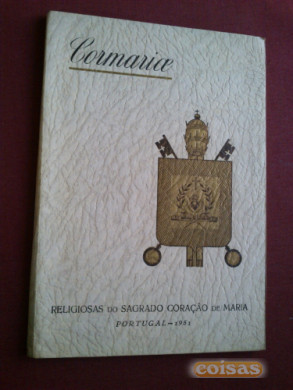 Cormariæ
RELIGIOSAS DO SAGRADO CORAÇÃO DE MARIA
PORTUGAL - 1951
coisas